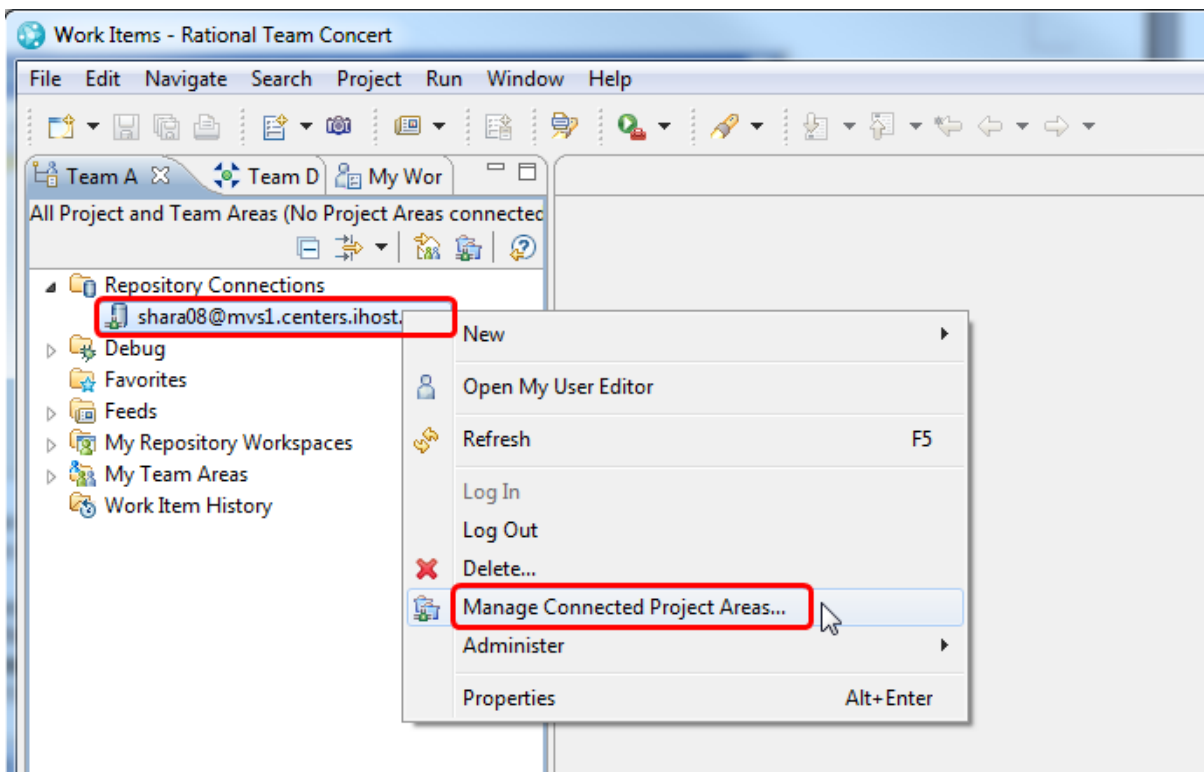 Work Items - Rational Team Concert
File Edit Navigate Search Project Run Window Help
Team A Team D My Wor
All Project and Team Areas (No Project Areas connected
Repository Connections
shara08@mvs1.centers.ihost.
Debug
Favorites
Feeds
My Repository Workspaces
My Team Areas
Work Item History
New
Open My User Editor
Refresh F5
Log In
Log Out
Delete...
Manage Connected Project Areas...
Administer
Properties Alt+Enter